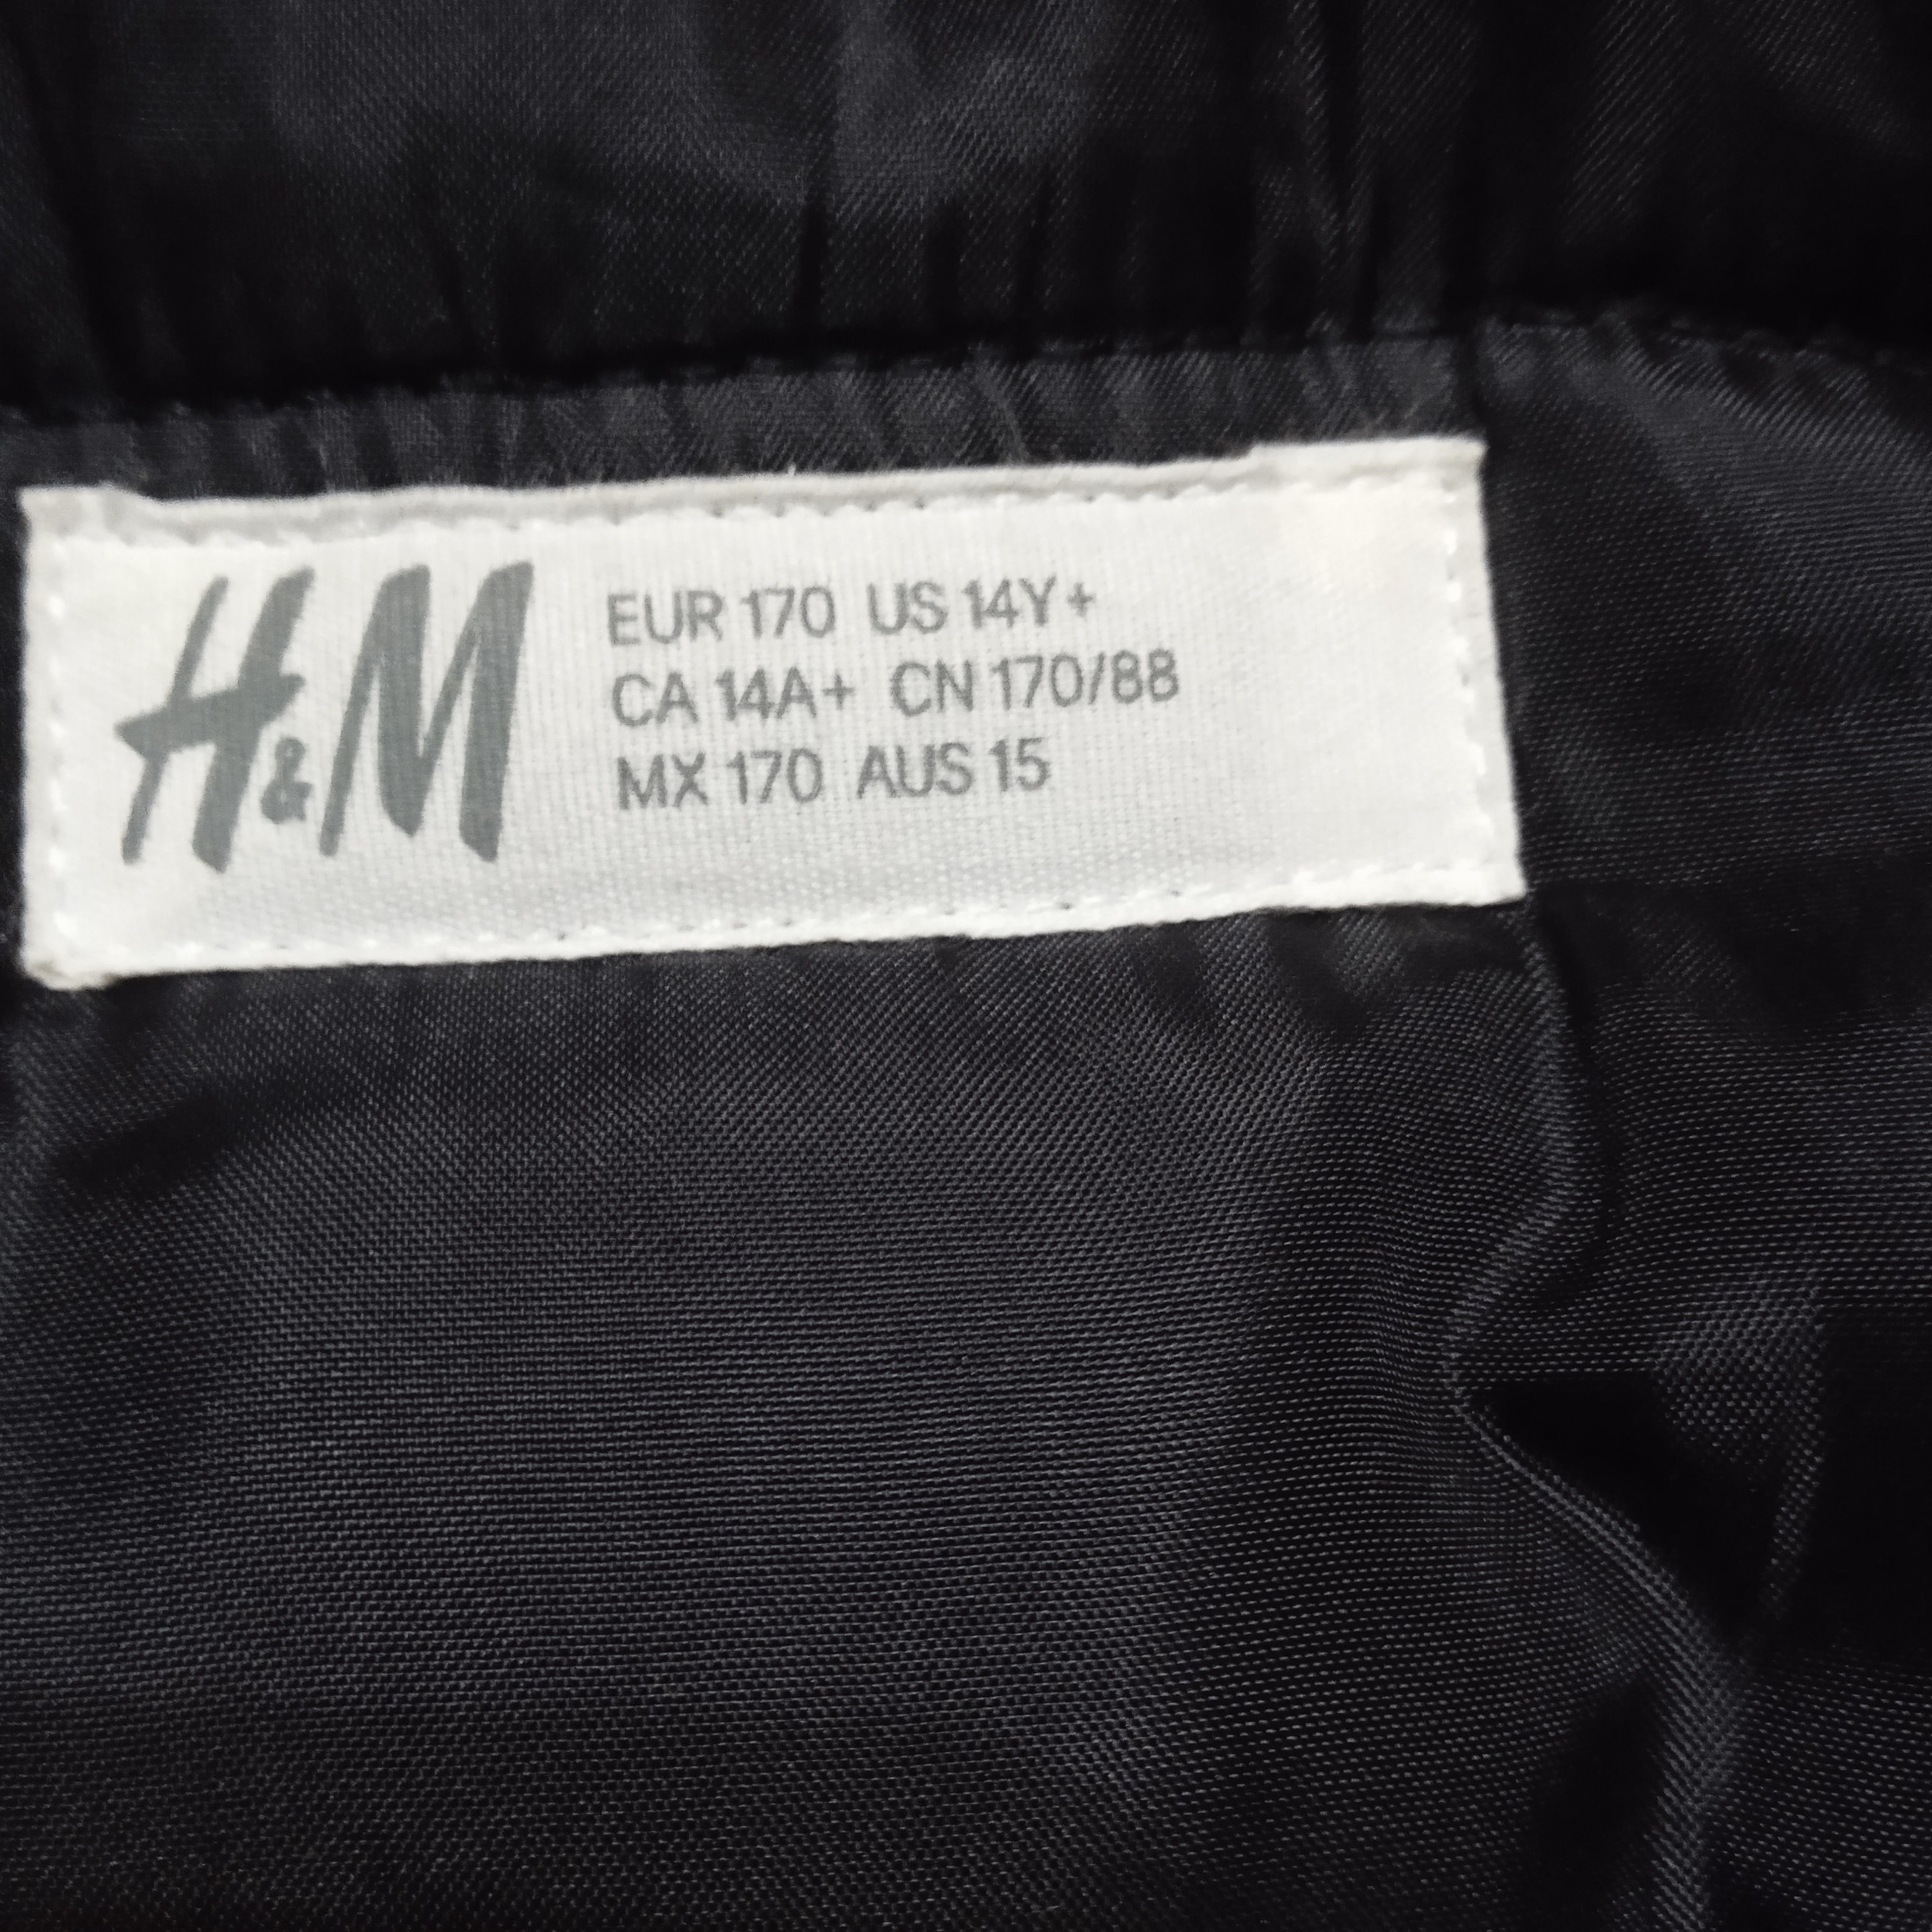 H&M
EUR 170 US 14Y+
CA 14A+ CN 170/88
MX 170 AUS 15